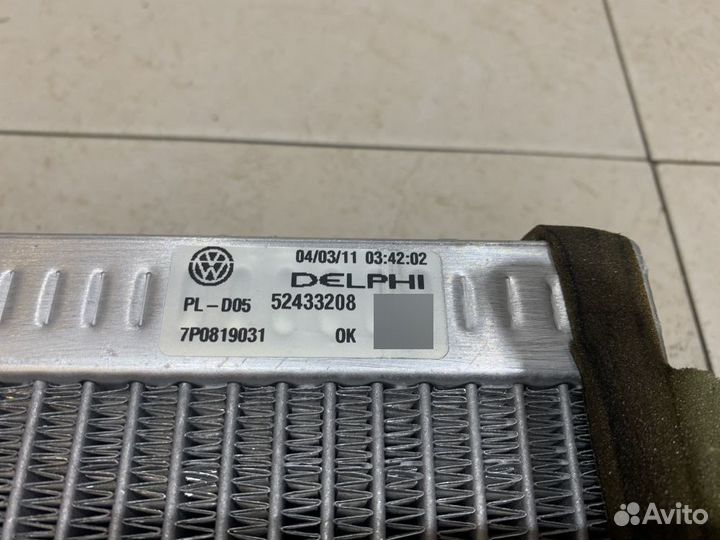 04/03/11 03:42:02
DELPHI
PL-D05 52433208
7P0819031 OK
Avito